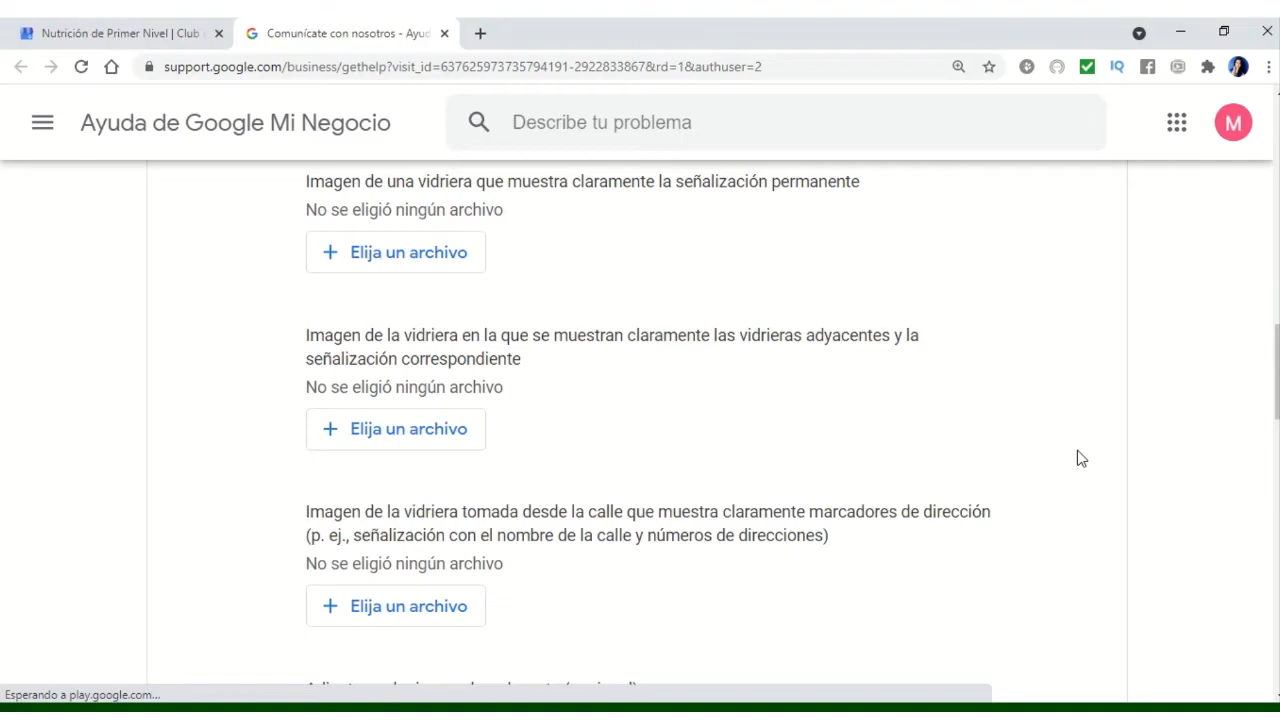 Nutrición de Primer Nivel | Club
Comunícate con nosotros - Ayud
support.google.com/business/gethelp?visit_id=637625973735794191-2922833867&rd=1&authuser=2
IQ
Ayuda de Google Mi Negocio
Describe tu problema
M
Imagen de una vidriera que muestra claramente la señalización permanente
No se eligió ningún archivo
+ Elija un archivo
Imagen de la vidriera en la que se muestran claramente las vidrieras adyacentes y la
señalización correspondiente
No se eligió ningún archivo
+ Elija un archivo
Imagen de la vidriera tomada desde la calle que muestra claramente marcadores de dirección
(p. ej., señalización con el nombre de la calle y números de direcciones)
No se eligió ningún archivo
+ Elija un archivo
Esperando a play.google.com...